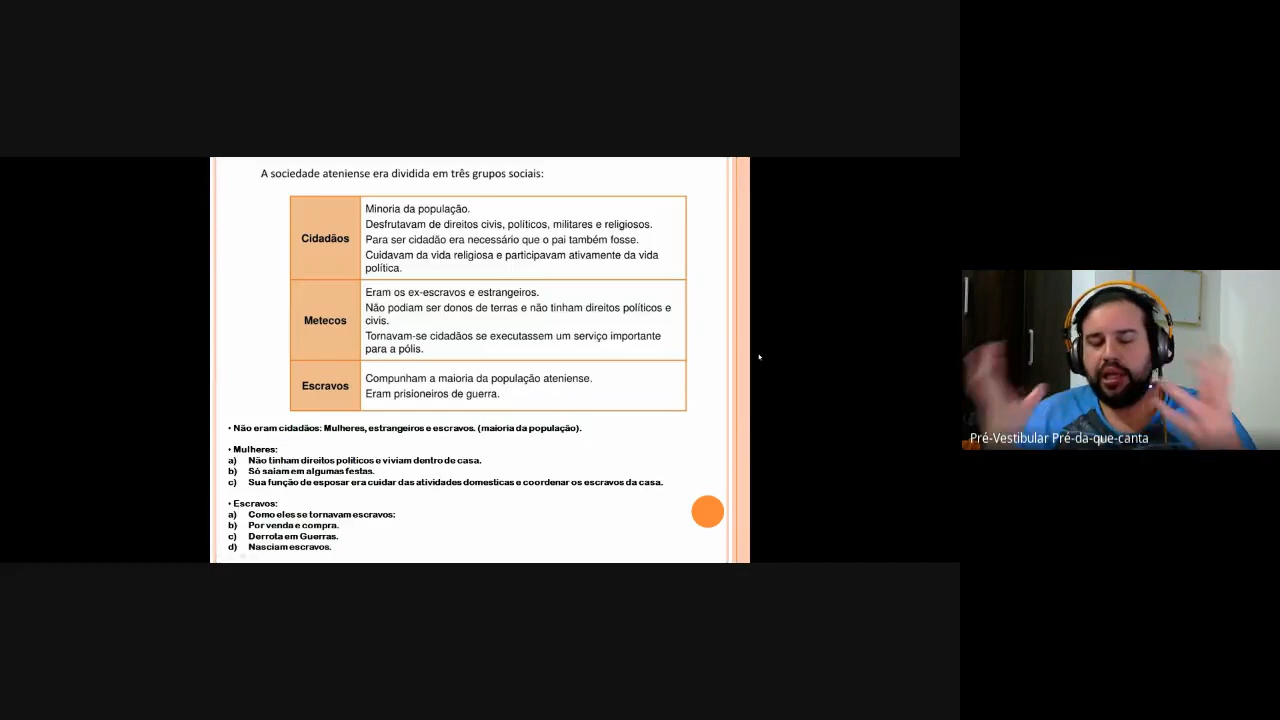 A sociedade ateniense era dividida em três grupos sociais:
Cidadãos
Minoria da população.
Desfrutavam de direitos civis, políticos, militares e religiosos.
Para ser cidadão era necessário que o pai também fosse.
Cuidavam da vida religiosa e participavam ativamente da vida
política.
Metecos
Eram os ex-escravos e estrangeiros.
Não podiam ser donos de terras e não tinham direitos políticos e
civis.
Tornavam-se cidadãos se executassem um serviço importante
para a pólis.
Escravos
Compunham a maioria da população ateniense.
Eram prisioneiros de guerra.
• Não eram cidadãos: Mulheres, estrangeiros e escravos. (maioria da população).
• Mulheres:
a) Não tinham direitos políticos e viviam dentro de casa.
b) Só saiam em algumas festas.
c) Sua função de esposar era cuidar das atividades domesticas e coordenar os escravos da casa.
• Escravos:
a) Como eles se tornavam escravos:
b) Por venda e compra.
c) Derrota em Guerras.
d) Nasciam escravos.
Pré-Vestibular Pré-da-que-canta